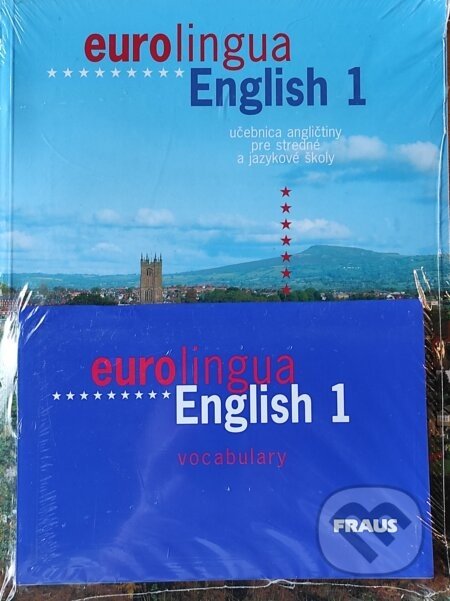 eurolingua
English 1
učebnica angličtiny
pre stredné
a jazykové školy
eurolingua
English 1
vocabulary
FRAUS